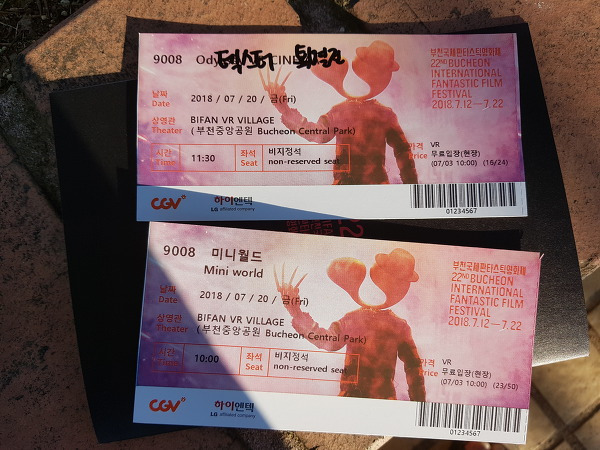 9008 Ody CINE
덱스터 퇴격진
부천국제판타스틱영화제
22ND BUCHEON
INTERNATIONAL
FANTASTIC FILM
FESTIVAL
2018.7.12—7.22
날짜
Date 2018 / 07 / 20 / 금(Fri)
상영관
Theater BIFAN VR VILLAGE
(부천중앙공원 Bucheon Central Park)
시간
Time 11:30 좌석
Seat 비지정석
non-reserved seat
가격
Price VR
무료입장(현장)
(07/03 10:00) (16/24)
CGV 하이엔텍
LG affiliated company
01234567
9008 미니월드
Mini world
부천국제판타스틱영화제
22ND BUCHEON
INTERNATIONAL
FANTASTIC FILM
FESTIVAL
2018.7.12—7.22
날짜
Date 2018 / 07 / 20 / 금(Fri)
상영관
Theater BIFAN VR VILLAGE
(부천중앙공원 Bucheon Central Park)
시간
Time 10:00 좌석
Seat 비지정석
non-reserved seat
가격
Price VR
무료입장(현장)
(07/03 10:00) (23/50)
CGV 하이엔텍
LG affiliated company
01234567